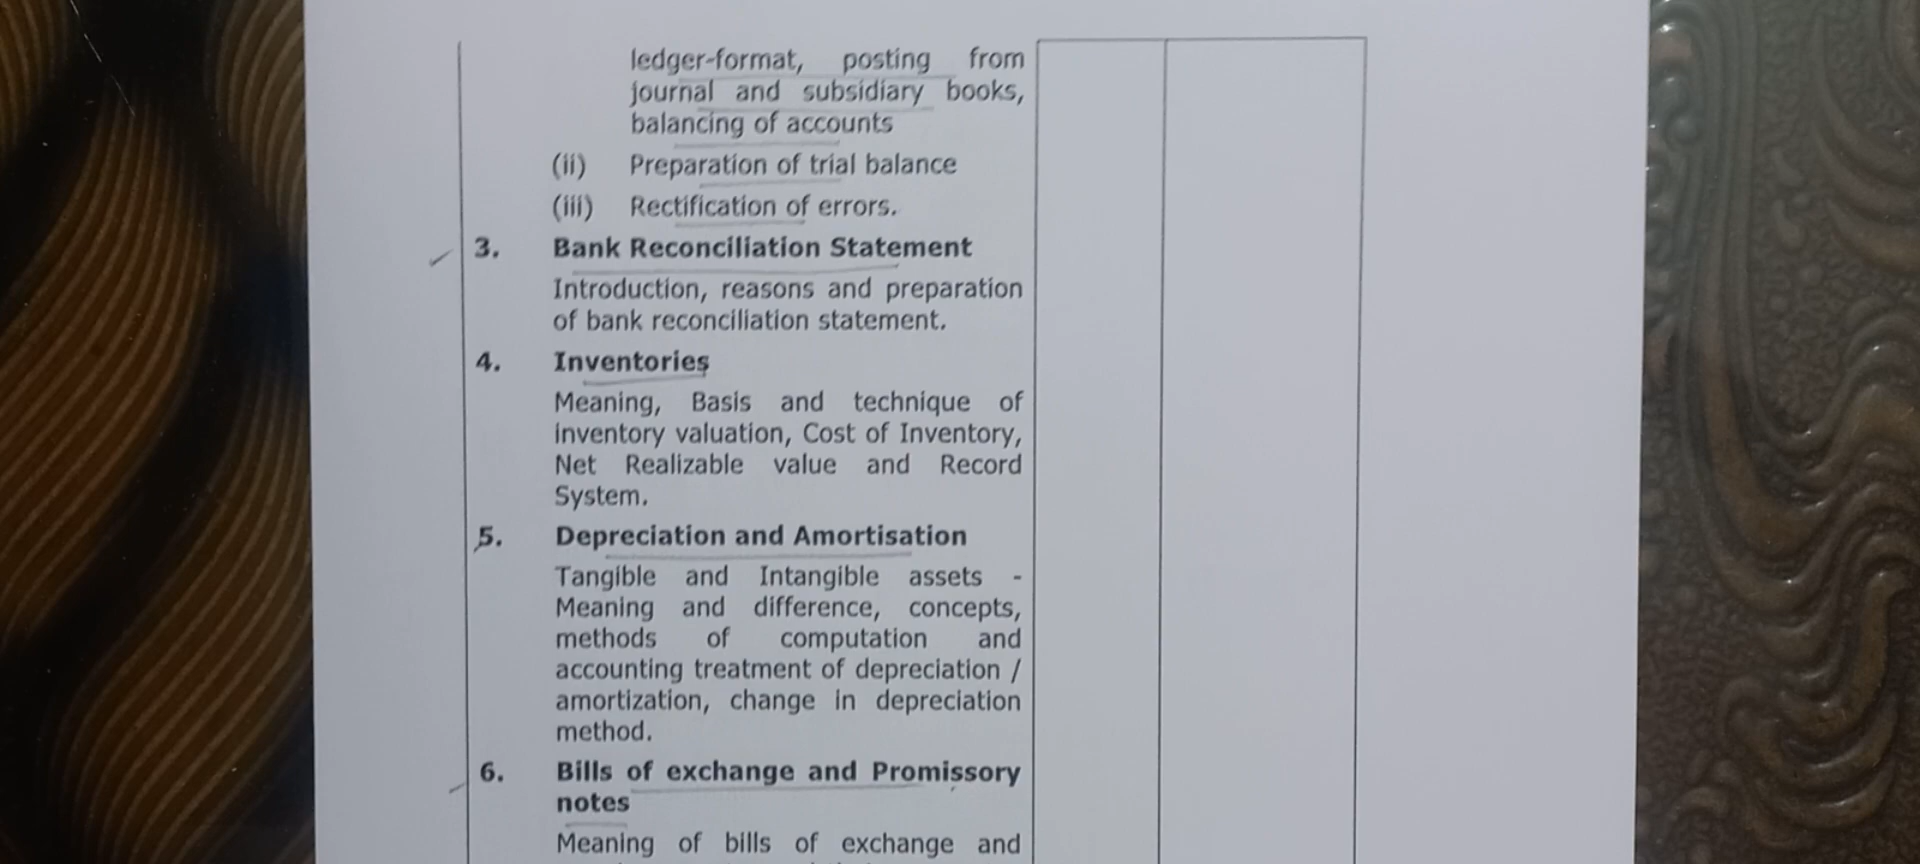 ledger-format, posting from
journal and subsidiary books,
balancing of accounts
(ii) Preparation of trial balance
(iii) Rectification of errors.
3. Bank Reconciliation Statement
Introduction, reasons and preparation
of bank reconciliation statement.
4. Inventories
Meaning, Basis and technique of
inventory valuation, Cost of Inventory,
Net Realizable value and Record
System.
5. Depreciation and Amortisation
Tangible and Intangible assets -
Meaning and difference, concepts,
methods of computation and
accounting treatment of depreciation /
amortization, change in depreciation
method.
6. Bills of exchange and Promissory
notes
Meaning of bills of exchange and